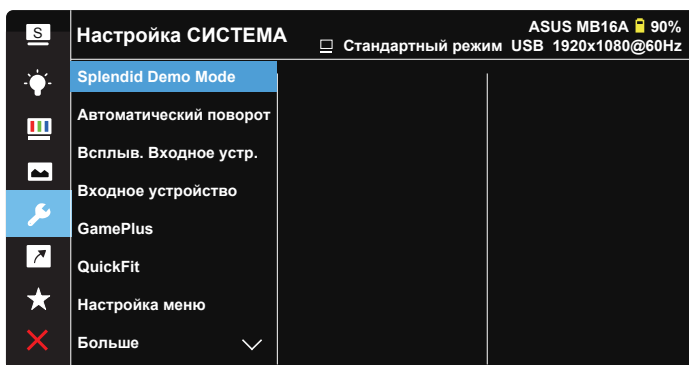 S
Настройка СИСТЕМА
ASUS MB16A 90%
Стандартный режим USB 1920x1080@60Hz
Splendid Demo Mode
Автоматический поворот
Всплыв. Входное устр.
Входное устройство
GamePlus
QuickFit
Настройка меню
Больше